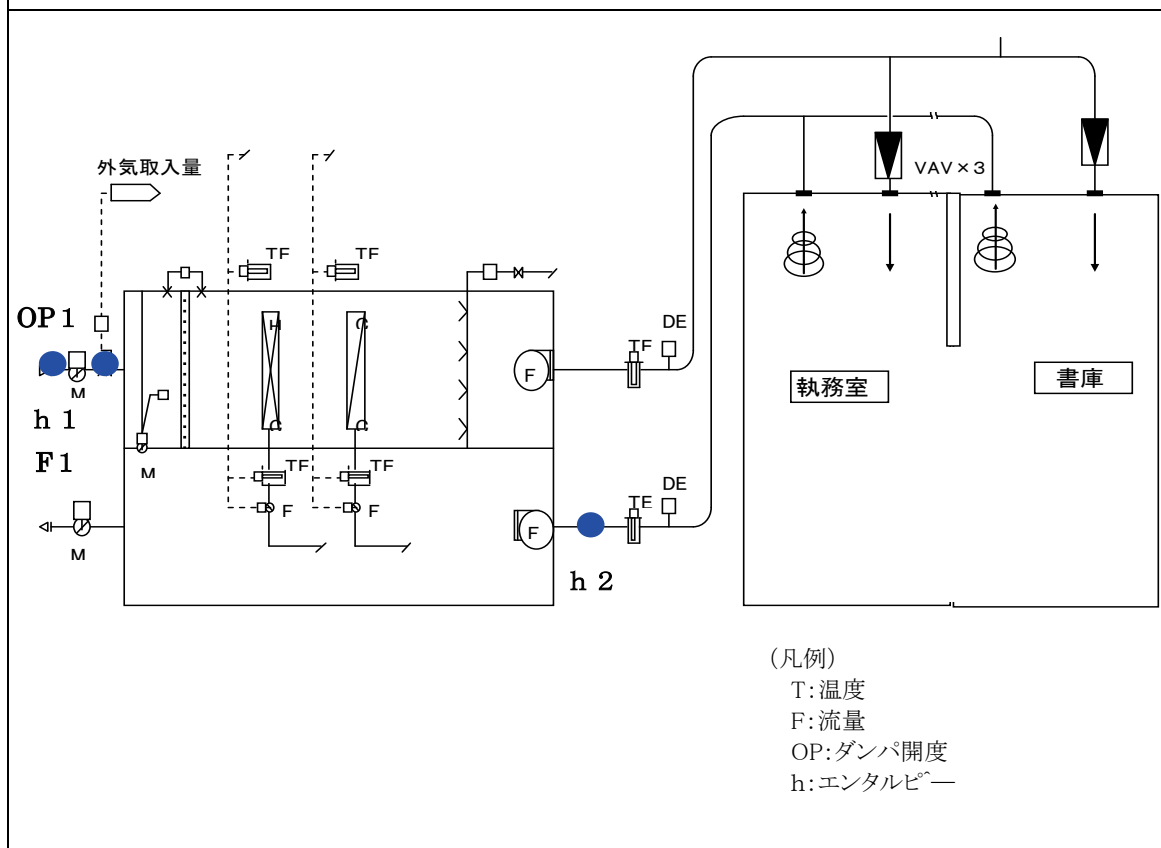 外気取入量
VAV×3
TF
TF
OP1
DE
TF
F
M
h1
執務室
書庫
F1
M
TF
TF
DE
TE
F
F
F
M
h2
(凡例)
T:温度
F:流量
OP:ダンパ開度
h:エンタルピー